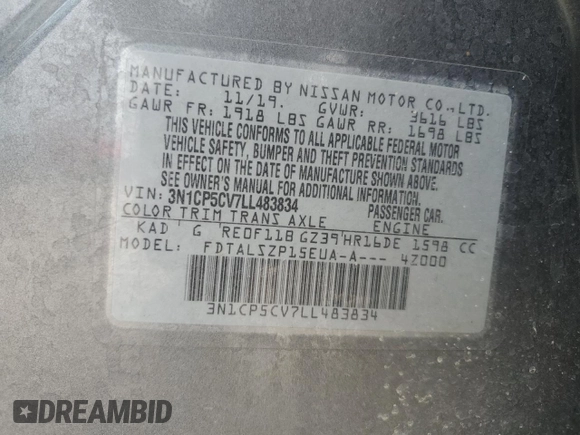 MANUFACTURED BY NISSAN MOTOR CO.,LTD.
DATE: 11/19. GVWR: 3616 LBS
GAWR FR: 1918 LBS GAWR RR: 1698 LBS
THIS VEHICLE CONFORMS TO ALL APPLICABLE FEDERAL MOTOR
VEHICLE SAFETY, BUMPER AND THEFT PREVENTION STANDARDS
IN EFFECT ON THE DATE OF MANUFACTURE SHOWN ABOVE.
SEE OWNER'S MANUAL FOR ADDITIONAL INFORMATION.
VIN: 3N1CP5CV7LL483834 PASSENGER CAR.
COLOR TRIM TRANS AXLE ENGINE
KAD G RE0F11B GZ39 HR16DE 1598 CC
MODEL: FDTALSZP15EUA-A--- 4Z000
3N1CP5CV7LL483834
DREAMBID